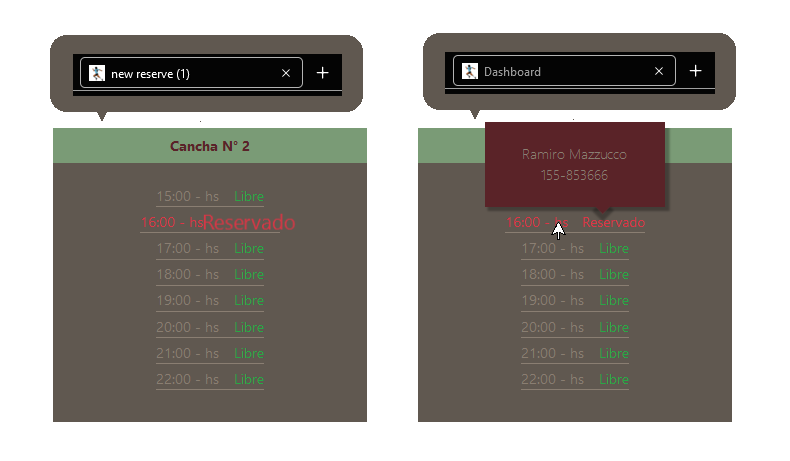 new reserve (1)
Cancha N° 2
15:00 - hs Libre
16:00 - hs Reservado
17:00 - hs Libre
18:00 - hs Libre
19:00 - hs Libre
20:00 - hs Libre
21:00 - hs Libre
22:00 - hs Libre
Dashboard
Ramiro Mazzucco
155-853666
16:00 - hs Reservado
17:00 - hs Libre
18:00 - hs Libre
19:00 - hs Libre
20:00 - hs Libre
21:00 - hs Libre
22:00 - hs Libre